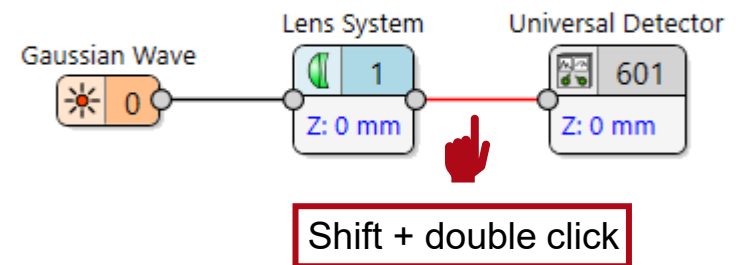 Gaussian Wave
0
Lens System
1
Z: 0 mm
Universal Detector
601
Z: 0 mm
Shift + double click